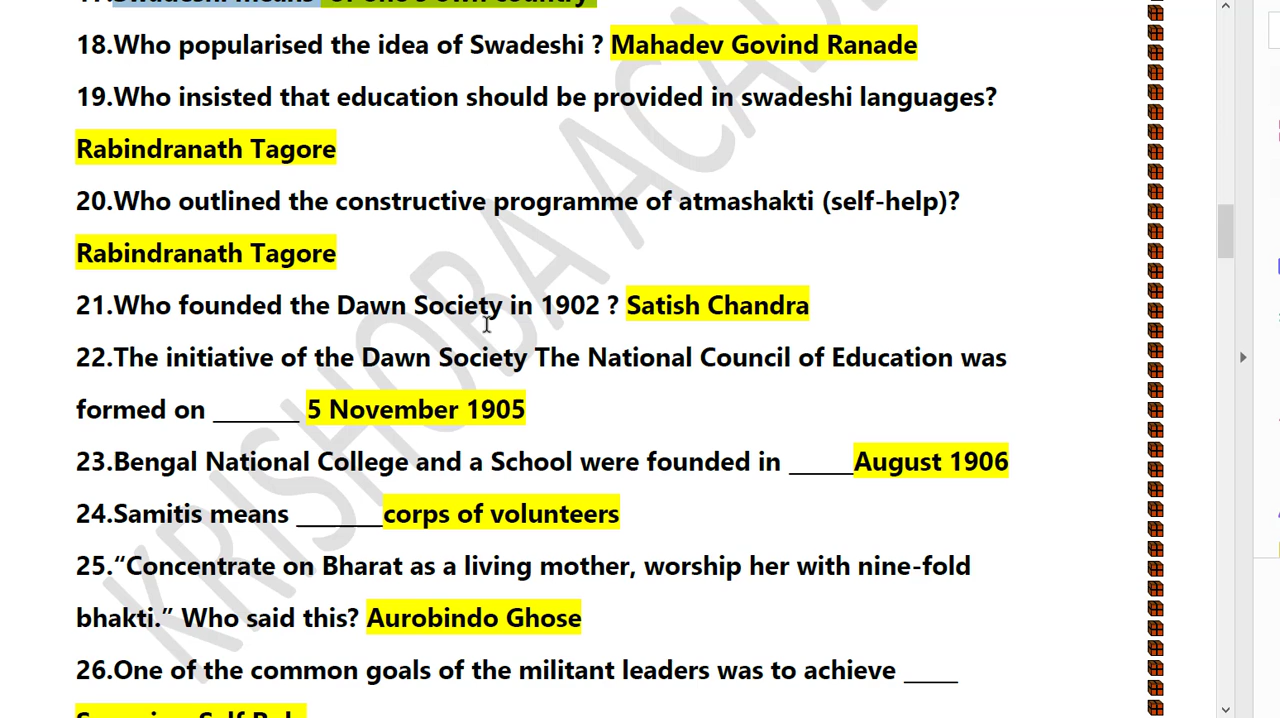 18.Who popularised the idea of Swadeshi ? Mahadev Govind Ranade
19.Who insisted that education should be provided in swadeshi languages?
Rabindranath Tagore
20.Who outlined the constructive programme of atmashakti (self-help)?
Rabindranath Tagore
21.Who founded the Dawn Society in 1902 ? Satish Chandra
22.The initiative of the Dawn Society The National Council of Education was
formed on _______ 5 November 1905
23.Bengal National College and a School were founded in _____August 1906
24.Samitis means _______corps of volunteers
25.“Concentrate on Bharat as a living mother, worship her with nine-fold
bhakti.” Who said this? Aurobindo Ghose
26.One of the common goals of the militant leaders was to achieve ____
KRISHOBA ACAD